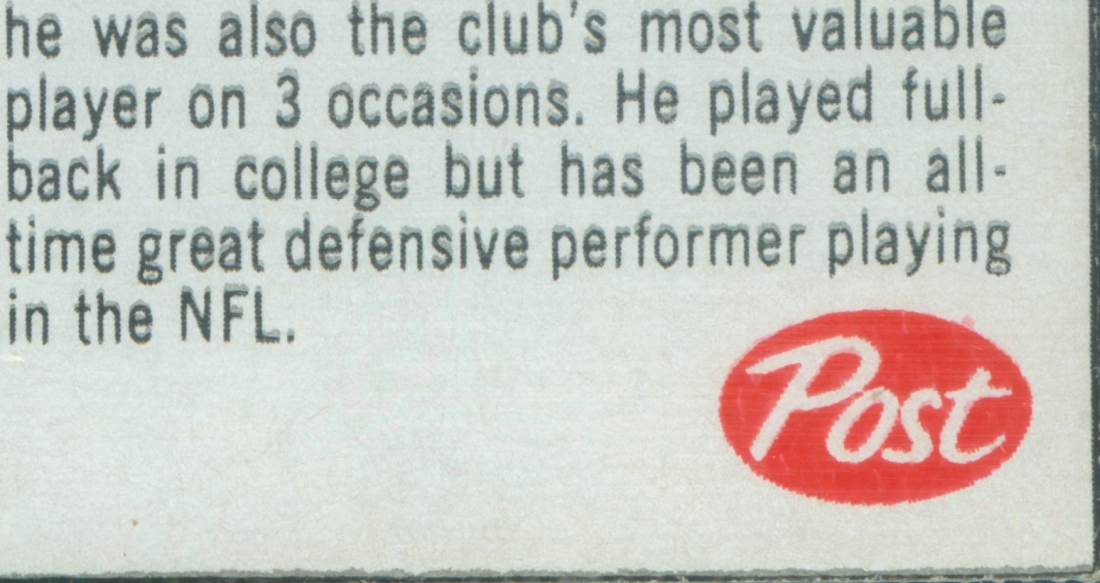 he was also the club's most valuable
player on 3 occasions. He played full-
back in college but has been an all-
time great defensive performer playing
in the NFL.
Post